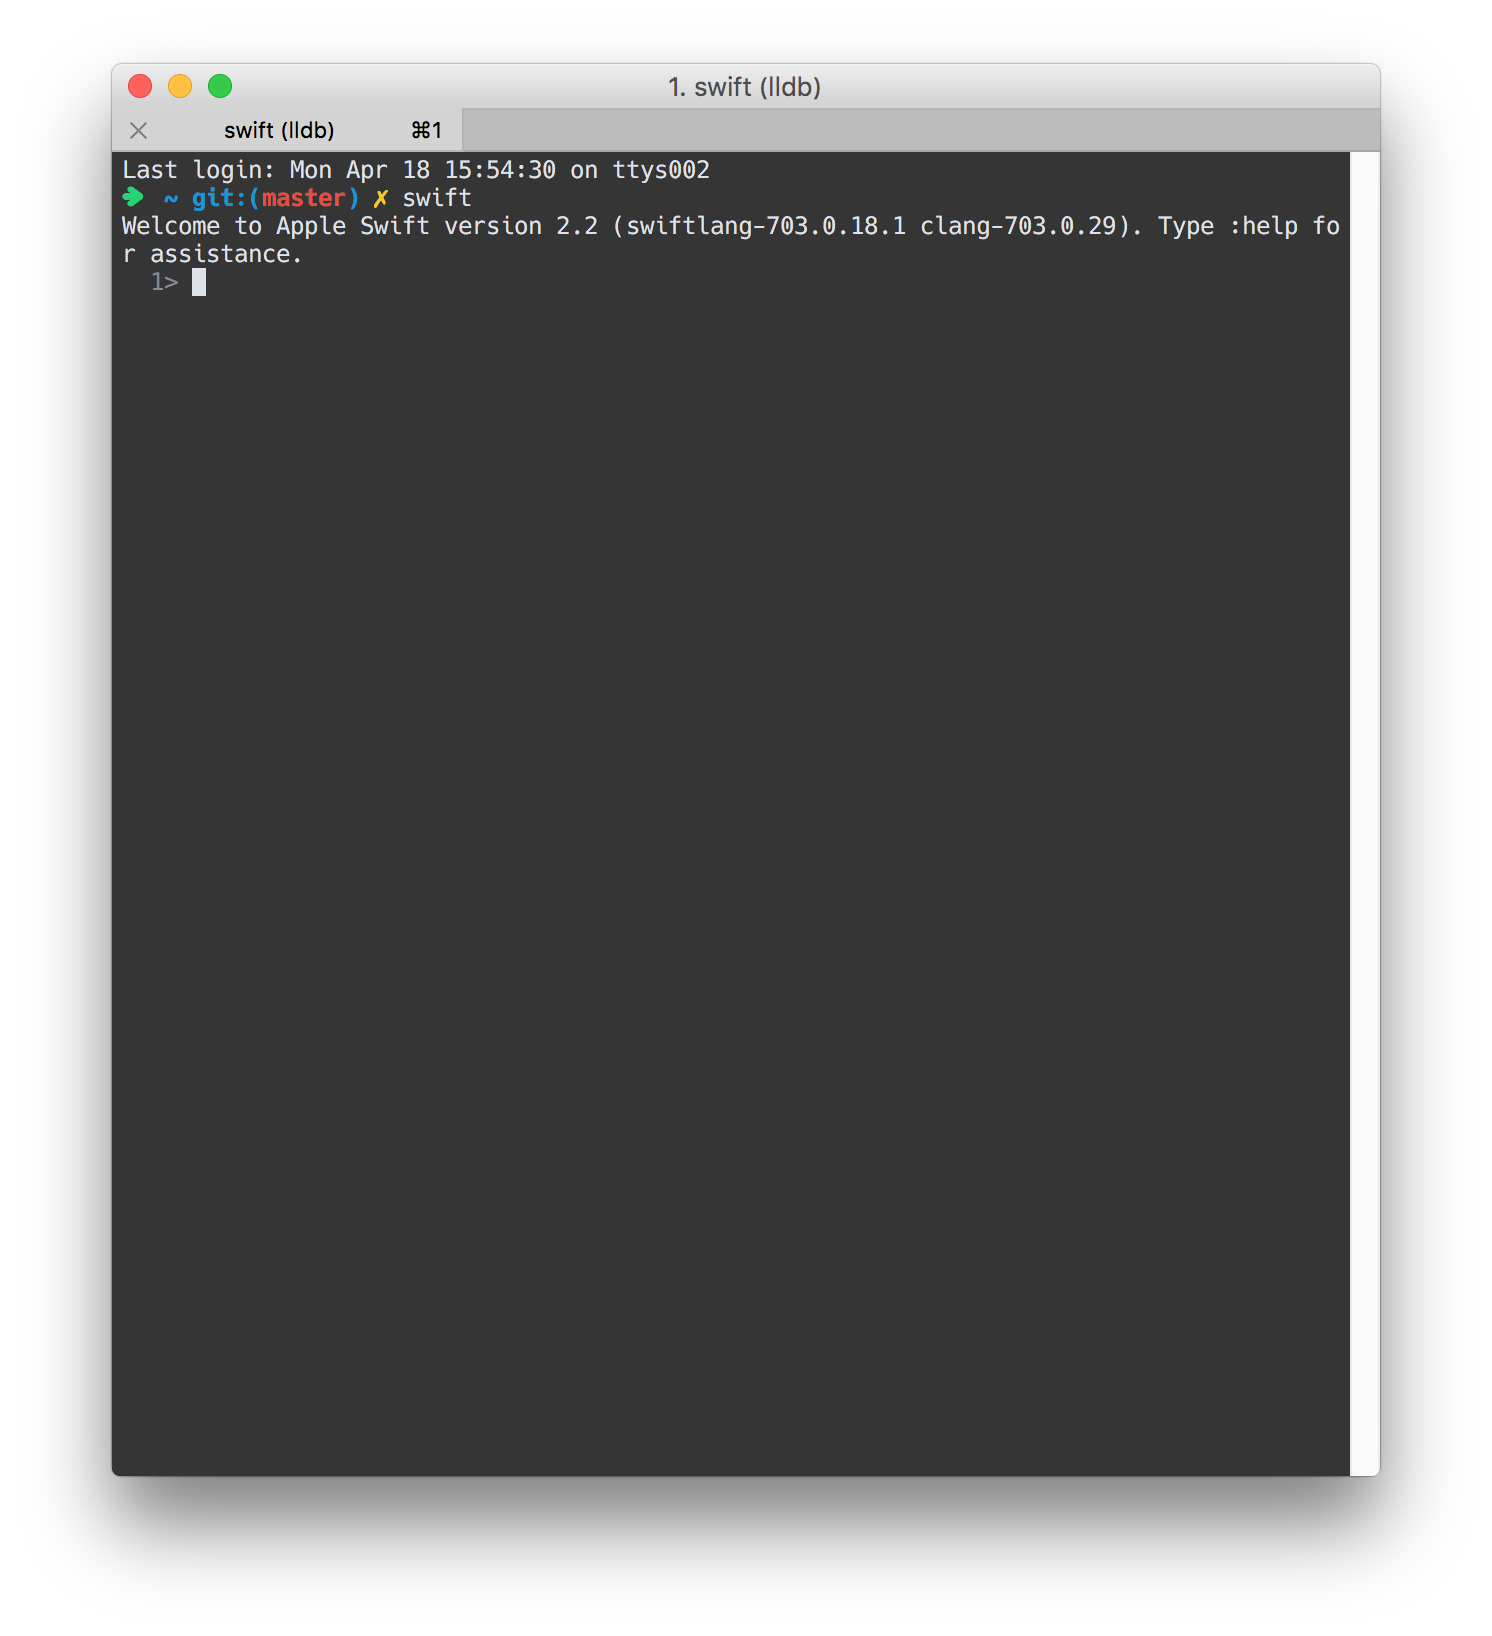 1. swift (lldb)
swift (lldb) ⌘1
Last login: Mon Apr 18 15:54:30 on ttys002
➜ ~ git:(master) ✗ swift
Welcome to Apple Swift version 2.2 (swiftlang-703.0.18.1 clang-703.0.29). Type :help fo
r assistance.
1>